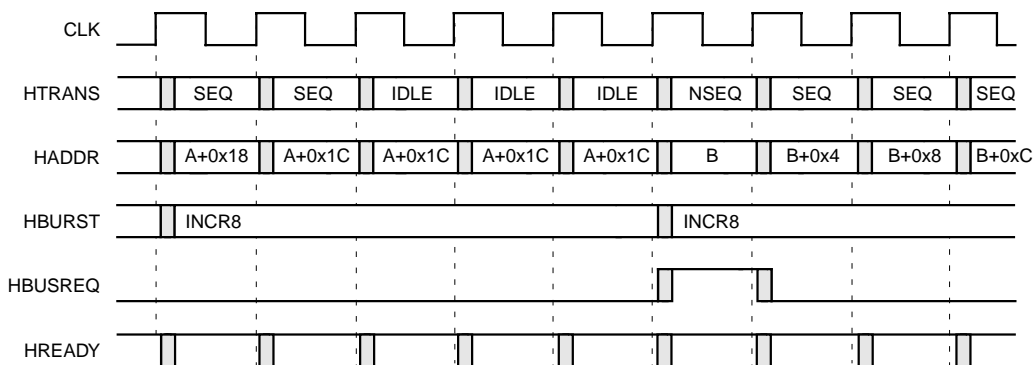 CLK
HTRANS SEQ SEQ IDLE IDLE IDLE NSEQ SEQ SEQ SEQ
HADDR A+0x18 A+0x1C A+0x1C A+0x1C A+0x1C B B+0x4 B+0x8 B+0xC
HBURST INCR8 INCR8
HBUSREQ
HREADY